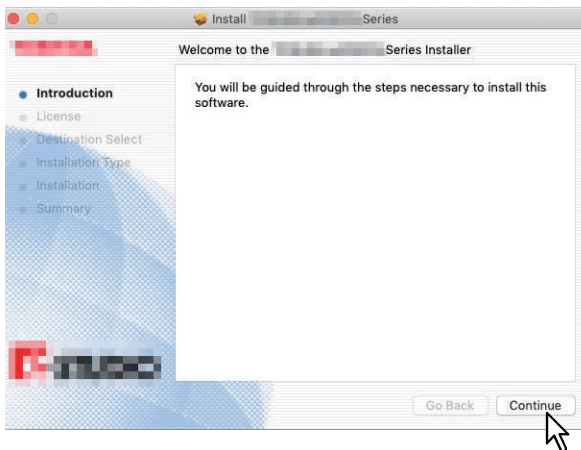 Install Series
Welcome to the Series Installer
Introduction
License
Destination Select
Installation Type
Installation
Summary
You will be guided through the steps necessary to install this
software.
Go Back
Continue